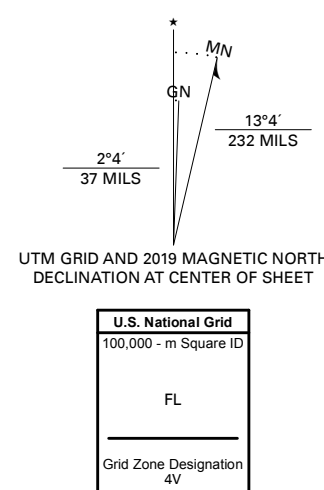 ★
MN
GN
13°4´
232 MILS
2°4´
37 MILS
UTM GRID AND 2019 MAGNETIC NORTH
DECLINATION AT CENTER OF SHEET
U.S. National Grid
100,000 - m Square ID
FL
Grid Zone Designation
4V